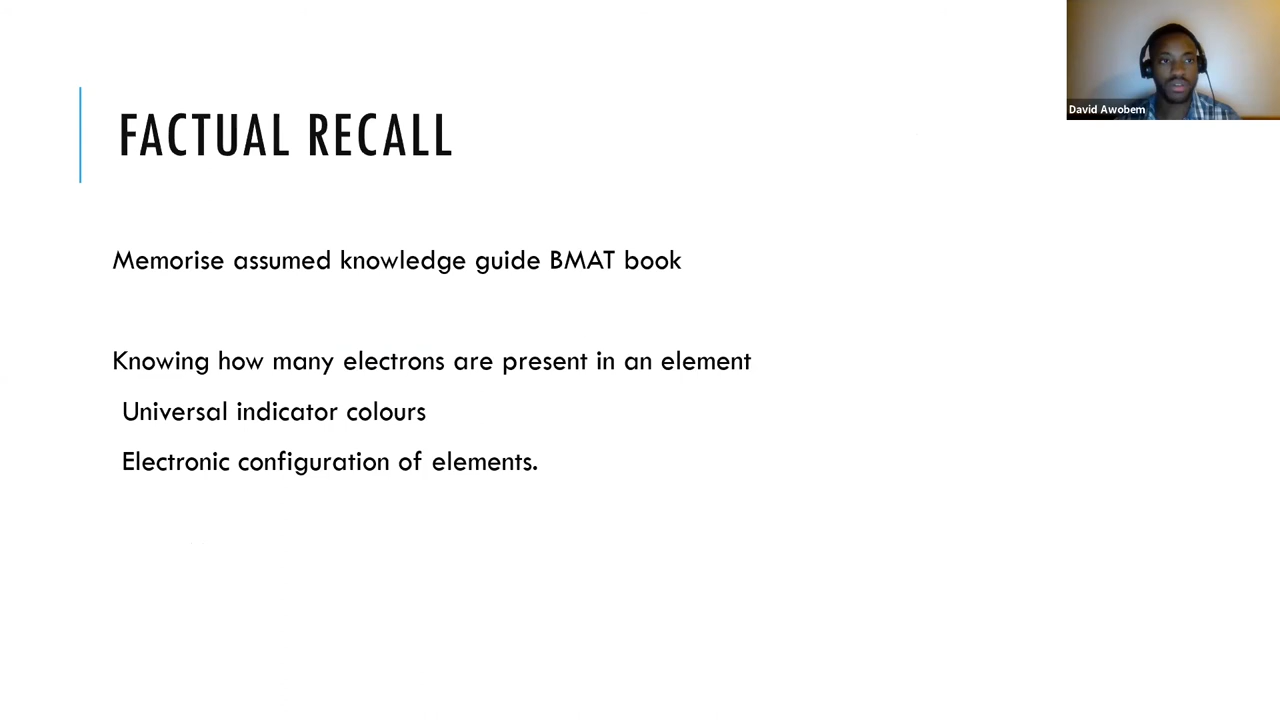 David Awobem
FACTUAL RECALL
Memorise assumed knowledge guide BMAT book
Knowing how many electrons are present in an element
Universal indicator colours
Electronic configuration of elements.